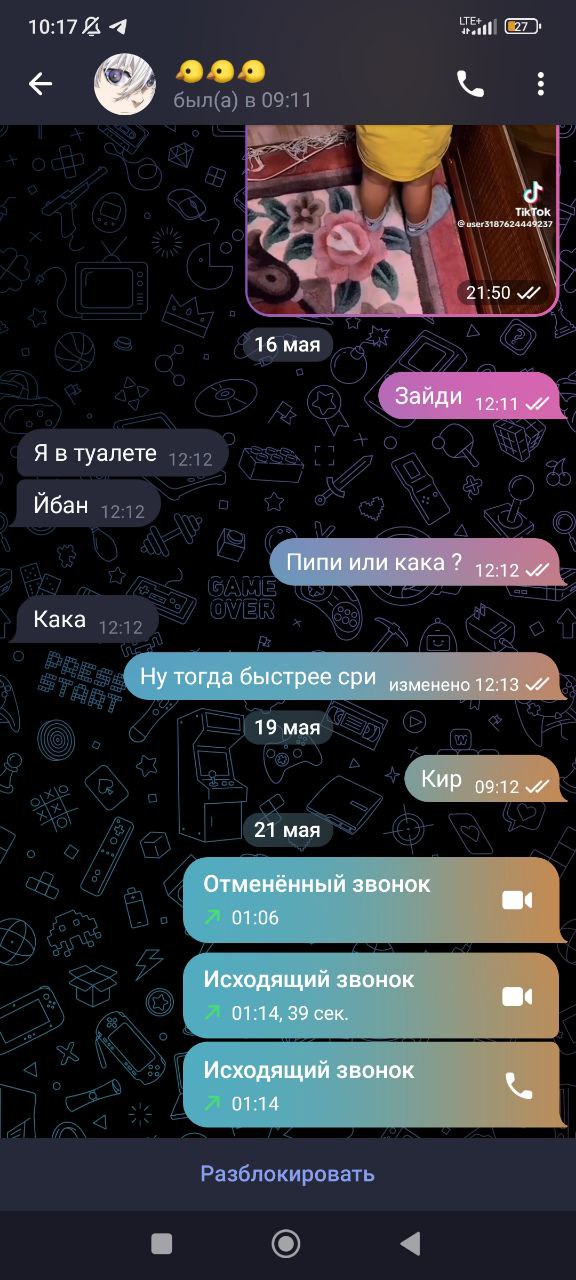 10:17
LTE+
27
🐤🐤🐤
был(а) в 09:11
TikTok
@user3187624449237
21:50
16 мая
Зайди 12:11
Я в туалете 12:12
Йбан 12:12
Пипи или кака ? 12:12
GAME
OVER
Кака 12:12
PRESS
START
Ну тогда быстрее сри изменено 12:13
19 мая
W
Кир 09:12
21 мая
Отменённый звонок
01:06
Исходящий звонок
01:14, 39 сек.
Исходящий звонок
01:14
Разблокировать